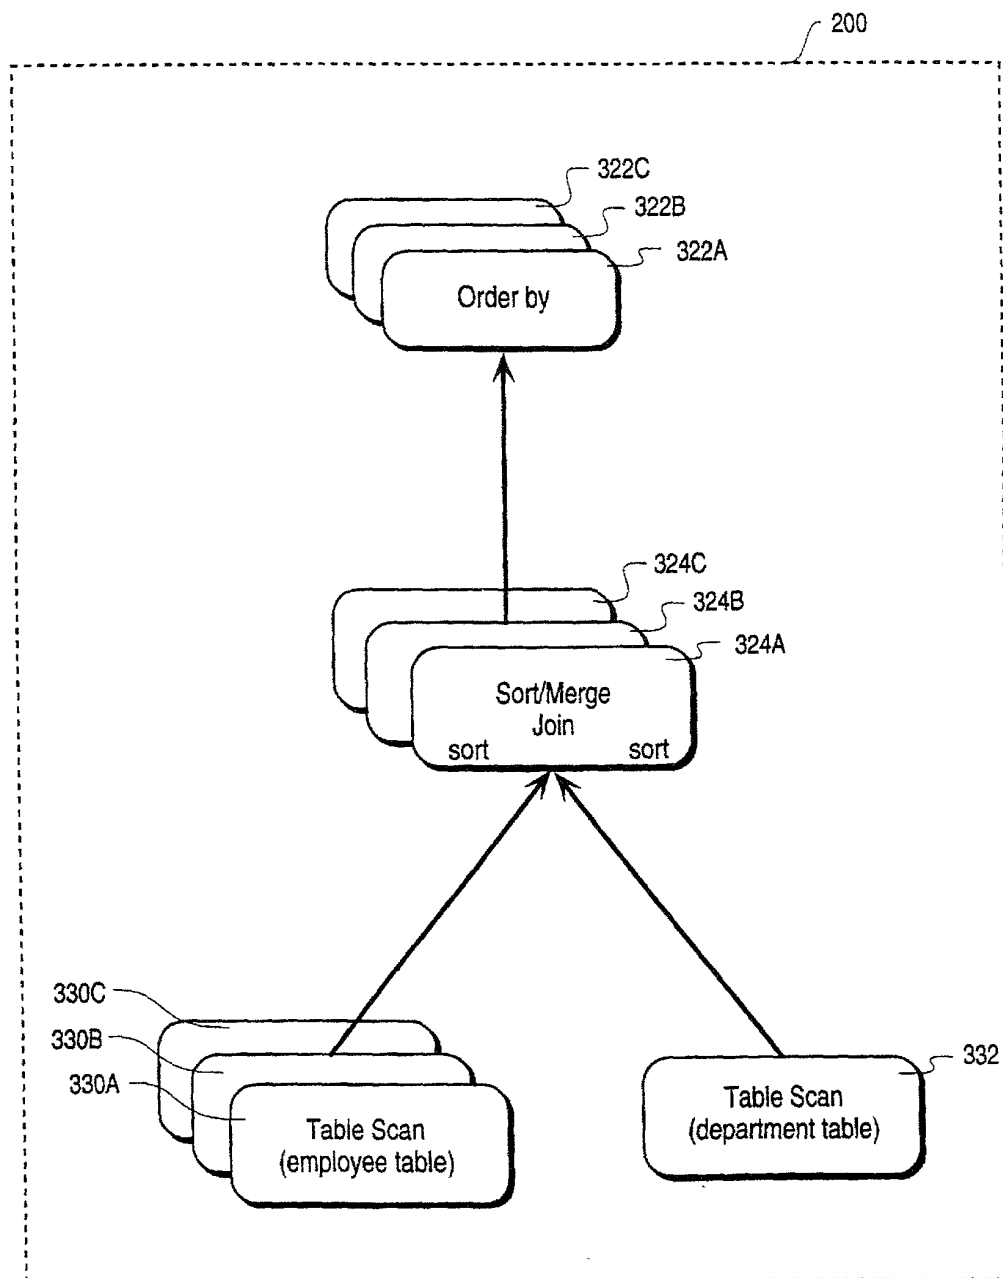 200
322C
322B
322A
Order by
324C
324B
324A
Sort/Merge
Join
sort sort
330C
330B
330A
Table Scan
(employee table)
332
Table Scan
(department table)